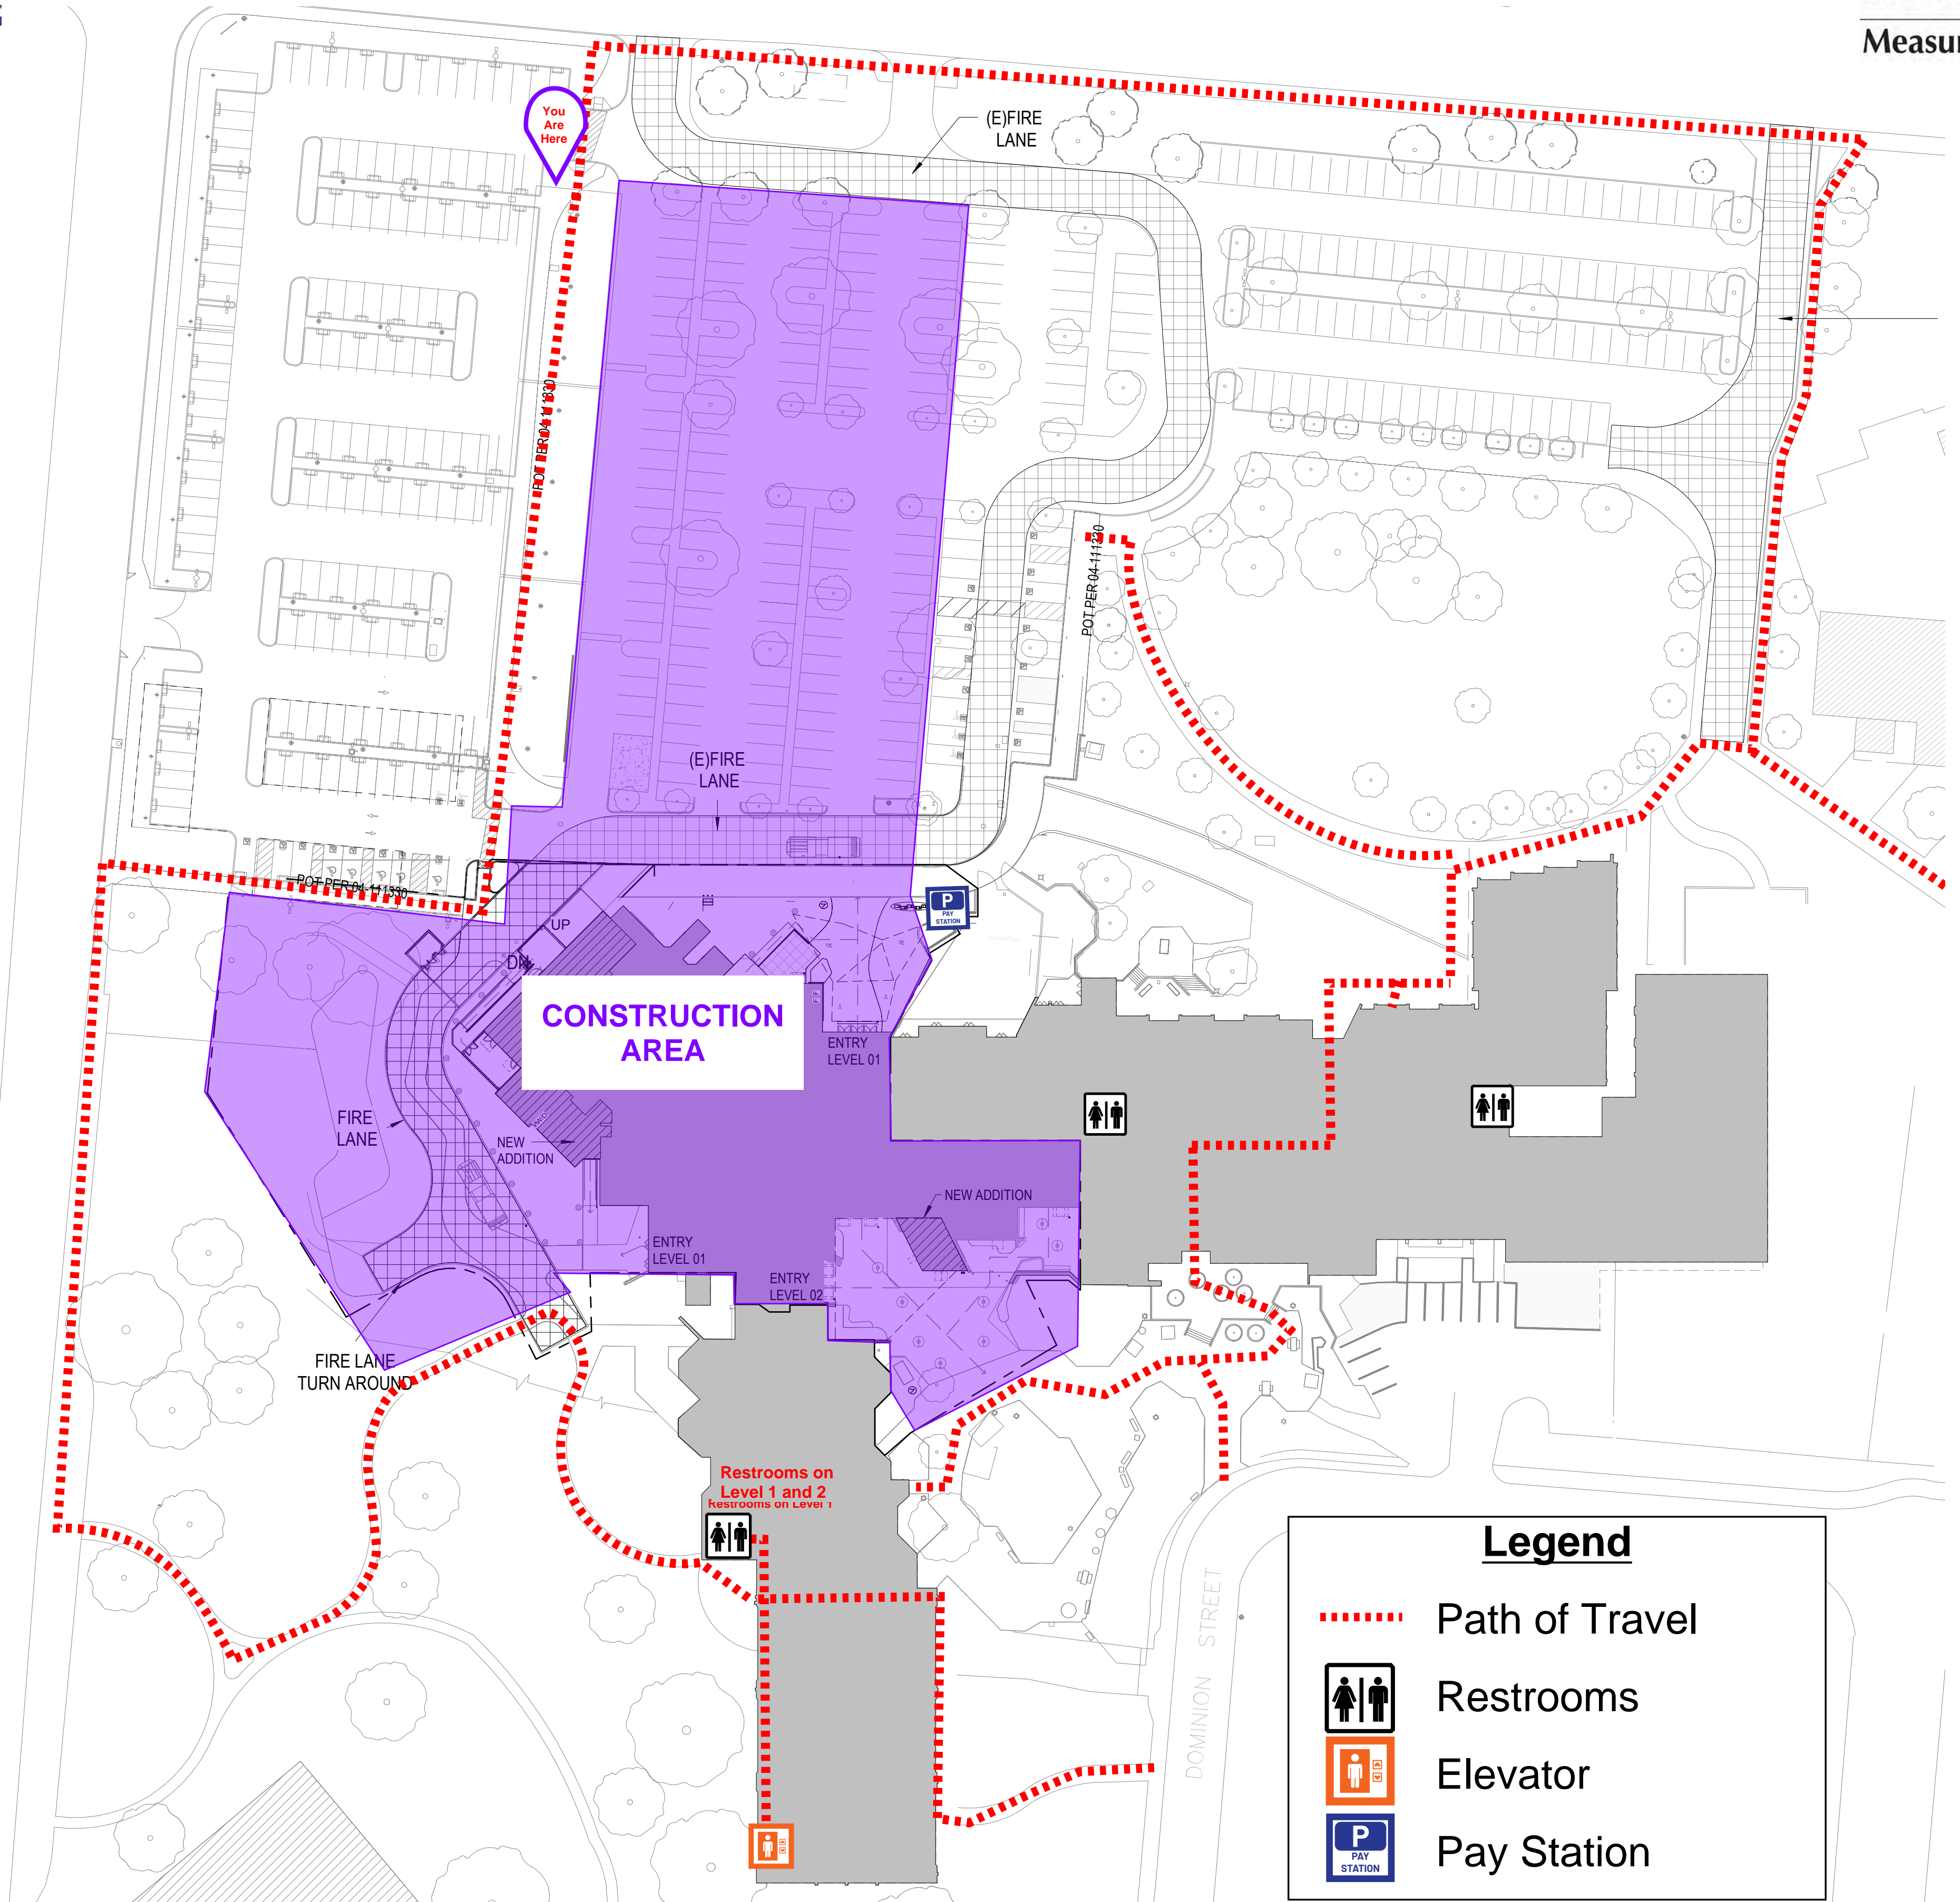 Measur
You
Are
Here
(E)FIRE
LANE
POT PER 04-111330
POT PER 04-111330
(E)FIRE
LANE
POT PER 04-111330
P
PAY
STATION
UP
DN
CONSTRUCTION
AREA
ENTRY
LEVEL 01
FIRE
LANE
NEW
ADDITION
NEW ADDITION
ENTRY
LEVEL 01
ENTRY
LEVEL 02
FIRE LANE
TURN AROUND
Restrooms on
Level 1 and 2
Restrooms on Level 1
DOMINION STREET
Legend
Path of Travel
Restrooms
Elevator
P
PAY
STATION
Pay Station